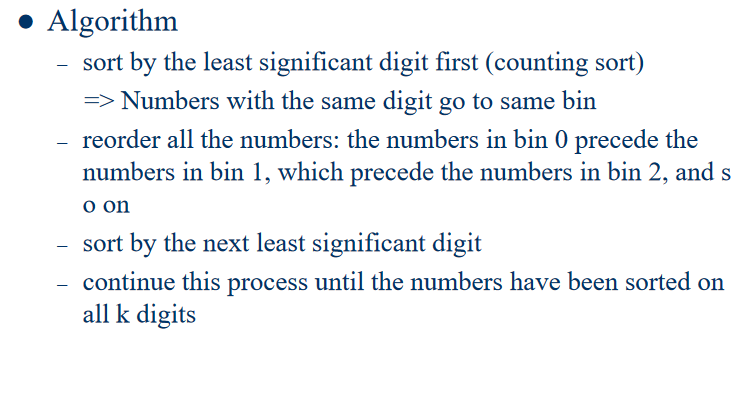 ● Algorithm
– sort by the least significant digit first (counting sort)
=> Numbers with the same digit go to same bin
– reorder all the numbers: the numbers in bin 0 precede the
numbers in bin 1, which precede the numbers in bin 2, and s
o on
– sort by the next least significant digit
– continue this process until the numbers have been sorted on
all k digits